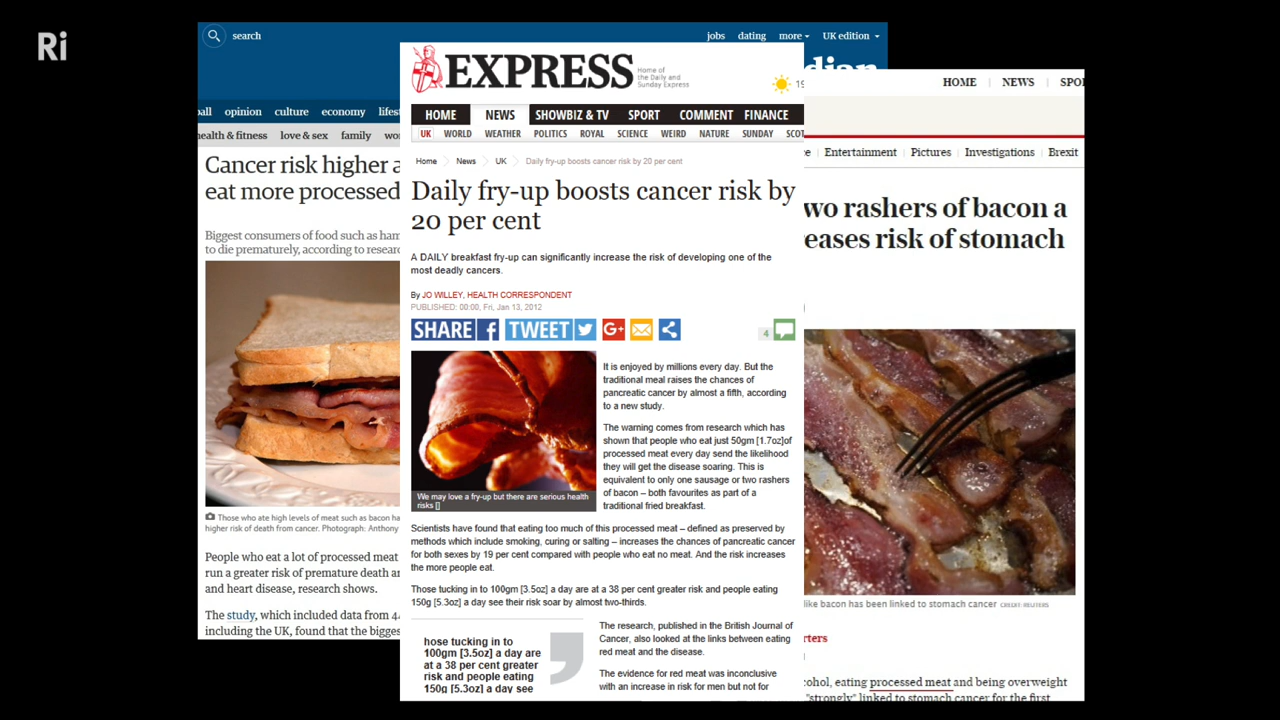 Ri
search
jobs dating more UK edition
dian
ball opinion culture economy lifest
health & fitness love & sex family wo
Cancer risk higher a
eat more processed
Biggest consumers of food such as ham
to die prematurely, according to researc
Those who ate high levels of meat such as bacon ha
higher risk of death from cancer. Photograph: Anthony
People who eat a lot of processed meat
run a greater risk of premature death an
and heart disease, research shows.
The study, which included data from 44
including the UK, found that the bigges
EXPRESS
Home of
the Daily and
Sunday Express
19
HOME NEWS SHOWBIZ & TV SPORT COMMENT FINANCE
UK WORLD WEATHER POLITICS ROYAL SCIENCE WEIRD NATURE SUNDAY SCOT
Home News UK Daily fry-up boosts cancer risk by 20 per cent
Daily fry-up boosts cancer risk by
20 per cent
A DAILY breakfast fry-up can significantly increase the risk of developing one of the
most deadly cancers.
By JO WILLEY, HEALTH CORRESPONDENT
PUBLISHED: 00:00, Fri, Jan 13, 2012
SHARE f TWEET G+ 4
We may love a fry-up but there are serious health
risks []
It is enjoyed by millions every day. But the
traditional meal raises the chances of
pancreatic cancer by almost a fifth, according
to a new study.
The warning comes from research which has
shown that people who eat just 50gm [1.7oz]of
processed meat every day send the likelihood
they will get the disease soaring. This is
equivalent to only one sausage or two rashers
of bacon – both favourites as part of a
traditional fried breakfast.
Scientists have found that eating too much of this processed meat – defined as preserved by
methods which include smoking, curing or salting – increases the chances of pancreatic cancer
for both sexes by 19 per cent compared with people who eat no meat. And the risk increases
the more people eat.
Those tucking in to 100gm [3.5oz] a day are at a 38 per cent greater risk and people eating
150g [5.3oz] a day see their risk soar by almost two-thirds.
hose tucking in to
100gm [3.5oz] a day are
at a 38 per cent greater
risk and people eating
150g [5.3oz] a day see
The research, published in the British Journal of
Cancer, also looked at the links between eating
red meat and the disease.
The evidence for red meat was inconclusive
with an increase in risk for men but not for
HOME NEWS SPO
ce Entertainment Pictures Investigations Brexit
wo rashers of bacon a
eases risk of stomach
like bacon has been linked to stomach cancer CREDIT: REUTERS
rters
cohol, eating processed meat and being overweight
"strongly" linked to stomach cancer for the first